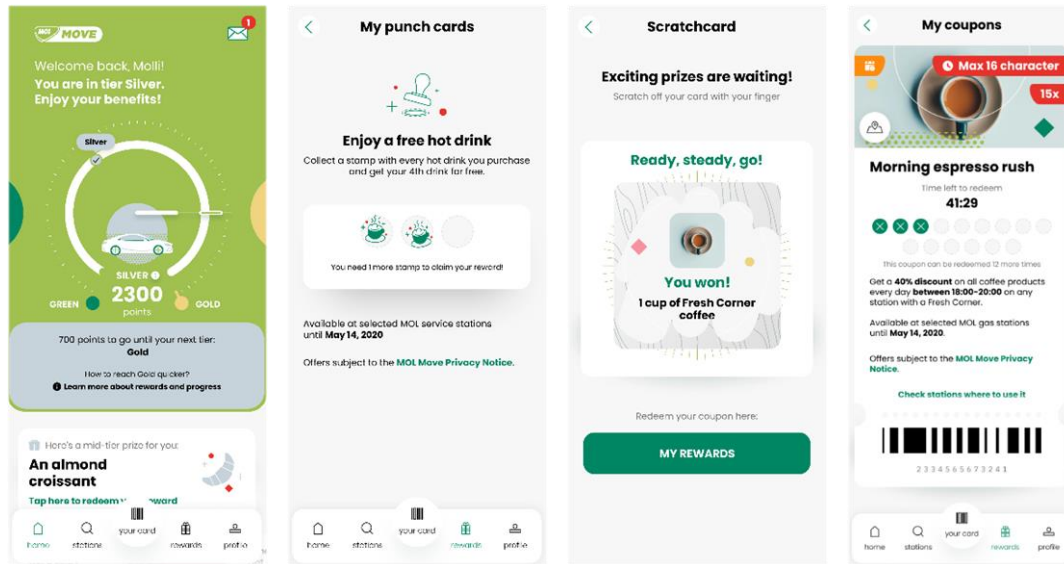 MOL MOVE
1
Welcome back, Molli!
You are in tier Silver.
Enjoy your benefits!
Silver
SILVER
GREEN
2300
GOLD
points
700 points to go until your next tier:
Gold
How to reach Gold quicker?
Learn more about rewards and progress
Here's a mid-tier prize for you:
An almond
croissant
Tap here to redeem
home
stations
your card
rewards
profile
My punch cards
Enjoy a free hot drink
Collect a stamp with every hot drink you purchase
and get your 4th drink for free.
You need 1 more stamp to claim your reward!
Available at selected MOL service stations
until May 14, 2020
Offers subject to the MOL Move Privacy Notice.
home
stations
your card
rewards
profile
Scratchcard
Exciting prizes are waiting!
Scratch off your card with your finger
Ready, steady, go!
You won!
1 cup of Fresh Corner
coffee
Redeem your coupon here:
MY REWARDS
My coupons
Max 16 character
15x
Morning espresso rush
Time left to redeem
41:29
This coupon can be redeemed 12 more times
Get a 40% discount on all coffee products
every day between 18:00-20:00 on any
station with a Fresh Corner.
Available at selected MOL gas stations
until May 14, 2020.
Offers subject to the MOL Move Privacy
Notice.
Check stations where to use it
2334565673241
home
stations
your card
rewards
profile